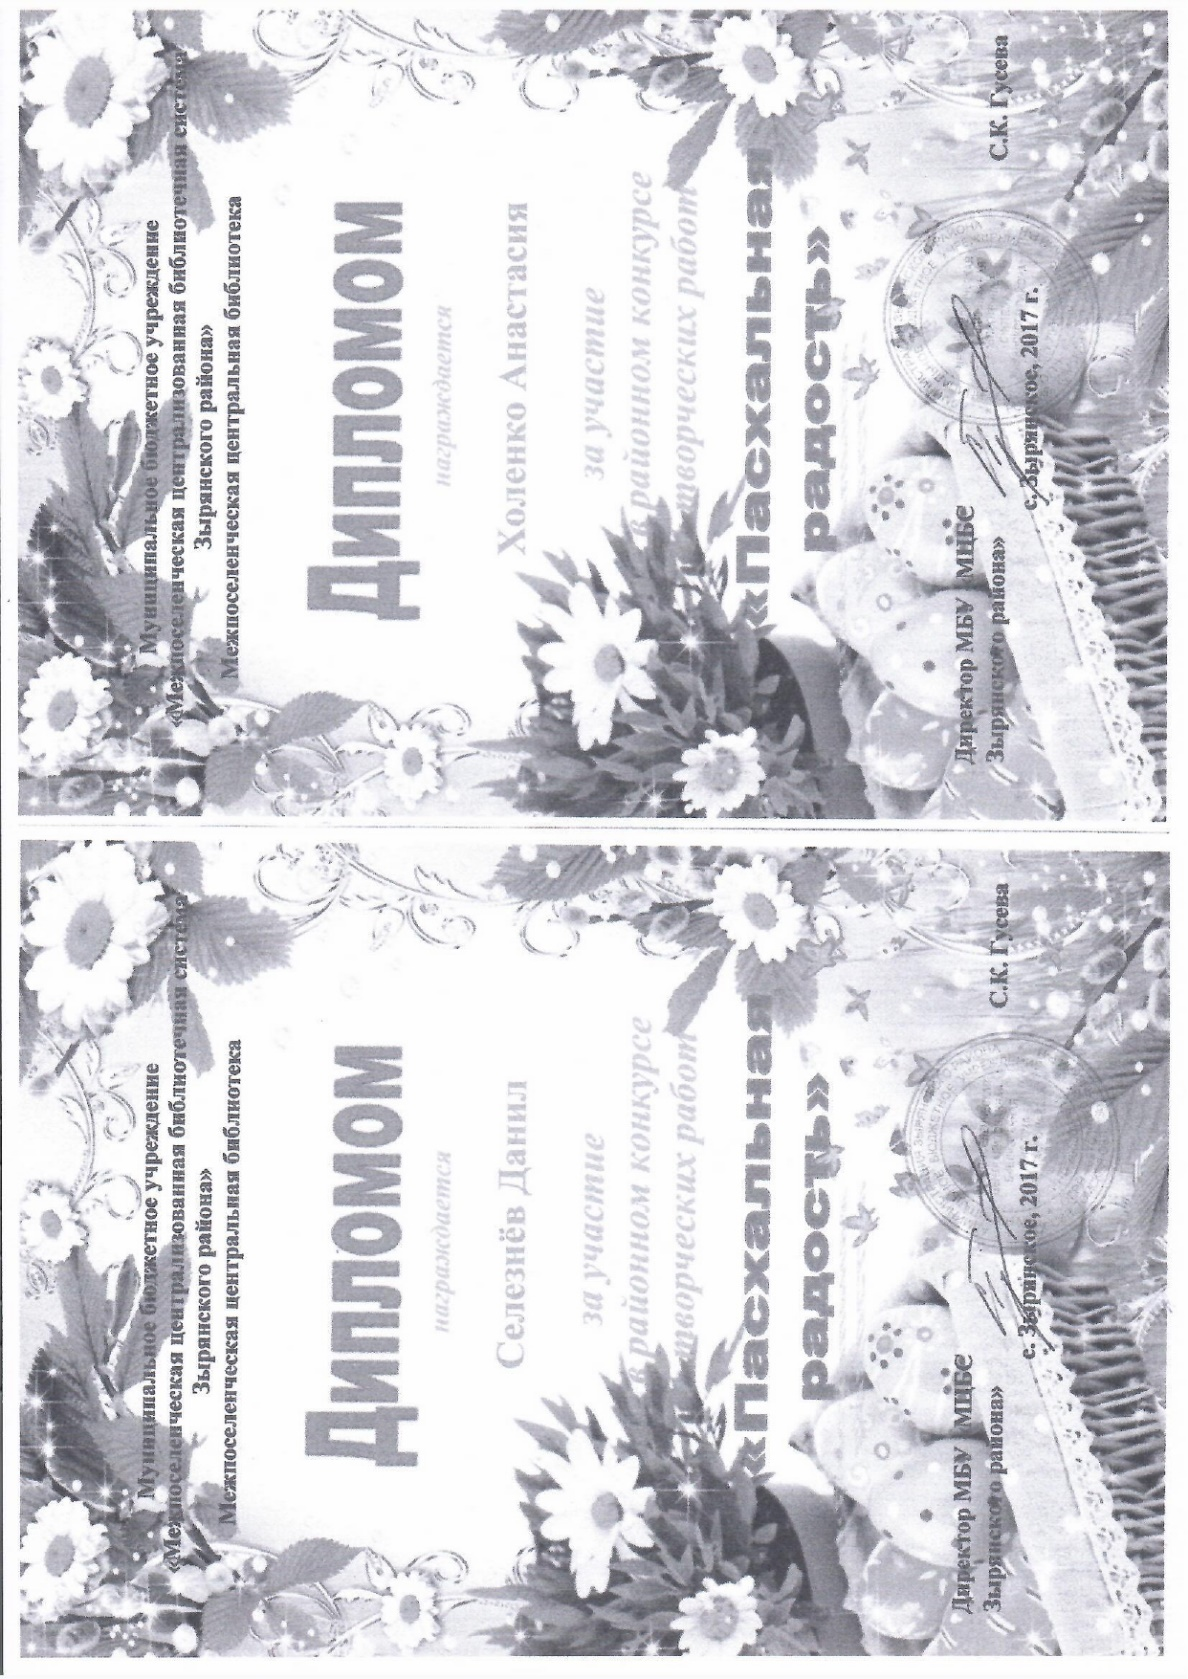 Муниципальное бюджетное учреждение
«Межпоселенческая централизованная библиотечная система
Зырянского района»
Межпоселенческая центральная библиотека
Дипломом
награждается
Холенко Анастасия
за участие
в районном конкурсе
творческих работ
«Пасхальная
радость»
Директор МБУ МЦБС
Зырянского района»
С.К. Гусева
с. Зырянское, 2017 г.
Муниципальное бюджетное учреждение
«Межпоселенческая централизованная библиотечная система
Зырянского района»
Межпоселенческая центральная библиотека
Дипломом
награждается
Селезнёв Данил
за участие
в районном конкурсе
творческих работ
«Пасхальная
радость»
Директор МБУ МЦБС
Зырянского района»
С.К. Гусева
с. Зырянское, 2017 г.